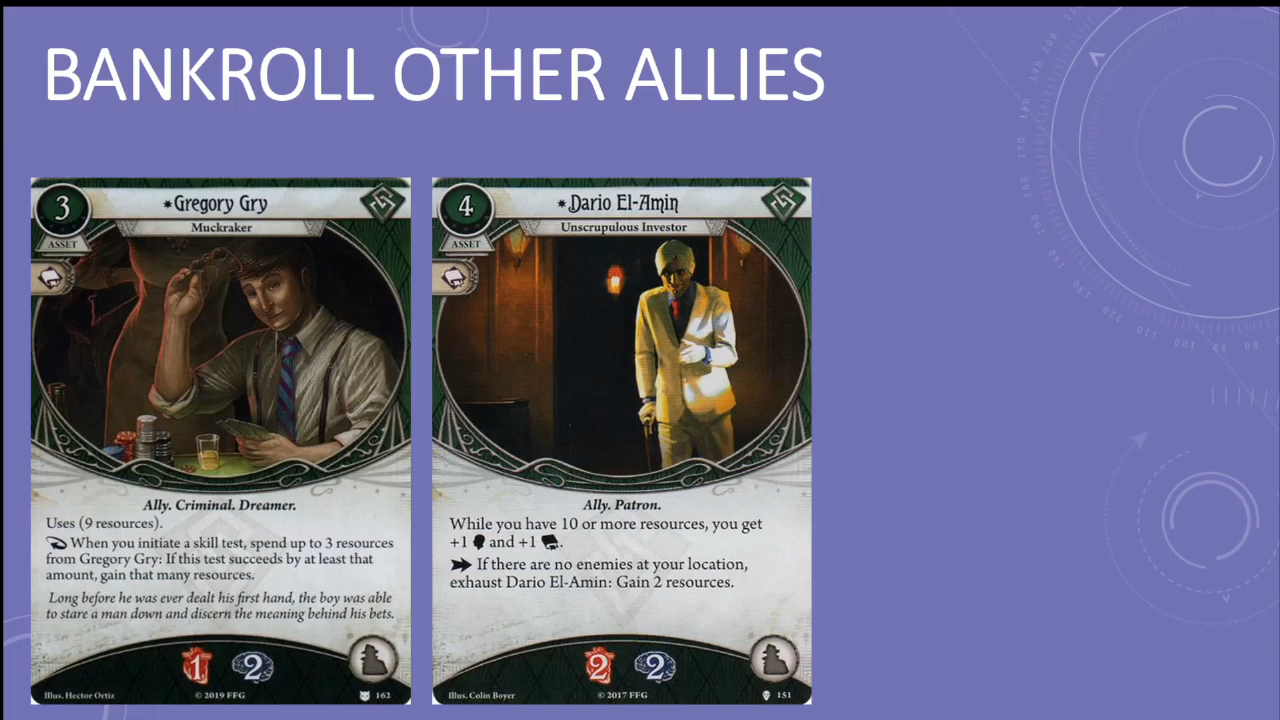 BANKROLL OTHER ALLIES
3
Gregory Gry
Muckraker
ASSET
Ally. Criminal. Dreamer.
Uses (9 resources).
When you initiate a skill test, spend up to 3 resources
from Gregory Gry: If this test succeeds by at least that
amount, gain that many resources.
Long before he was ever dealt his first hand, the boy was able
to stare a man down and discern the meaning behind his bets.
1 2
Illus. Hector Ortiz © 2019 FFG 162
4
Dario El-Amin
Unscrupulous Investor
ASSET
Ally. Patron.
While you have 10 or more resources, you get
+1 and +1 .
If there are no enemies at your location,
exhaust Dario El-Amin: Gain 2 resources.
2 2
Illus. Colin Boyer © 2017 FFG 151